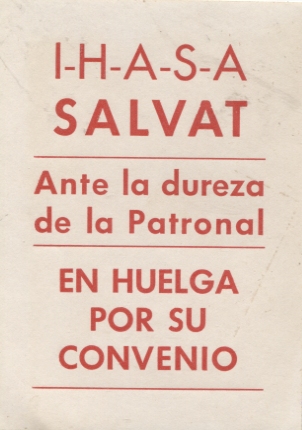 I-H-A-S-A
SALVAT
Ante la dureza
de la Patronal
EN HUELGA
POR SU
CONVENIO